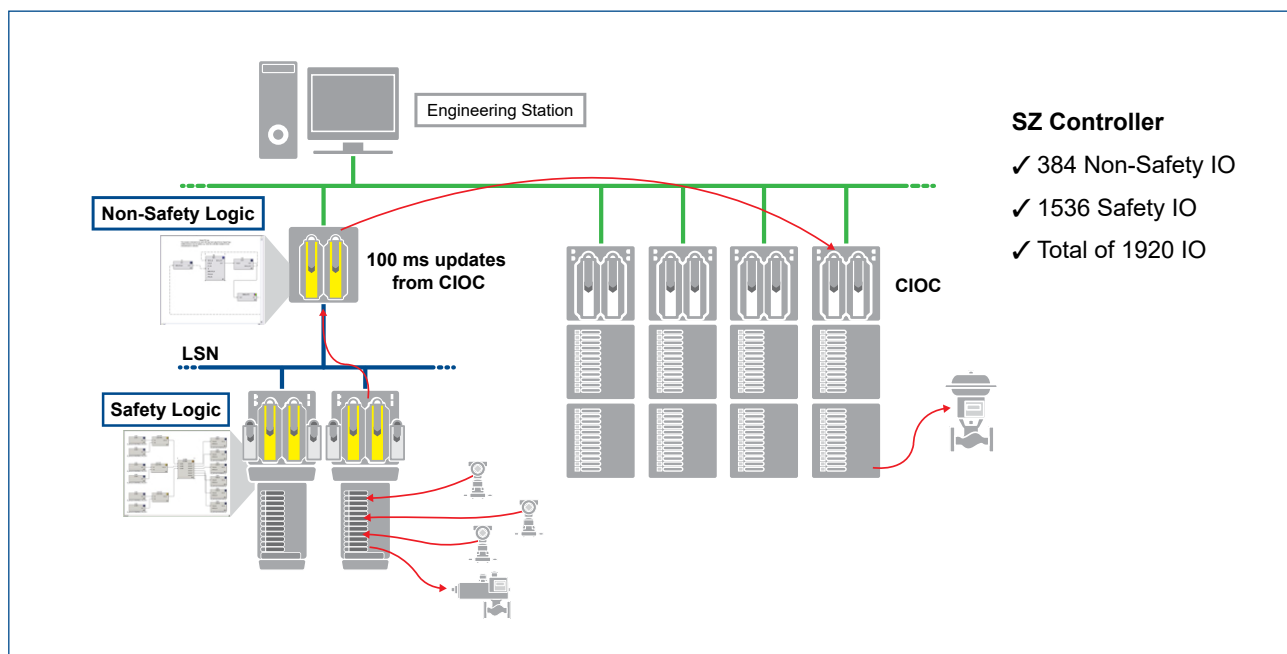 Engineering Station
SZ Controller
✓ 384 Non-Safety IO
✓ 1536 Safety IO
✓ Total of 1920 IO
Non-Safety Logic
100 ms updates
from CIOC
CIOC
LSN
Safety Logic